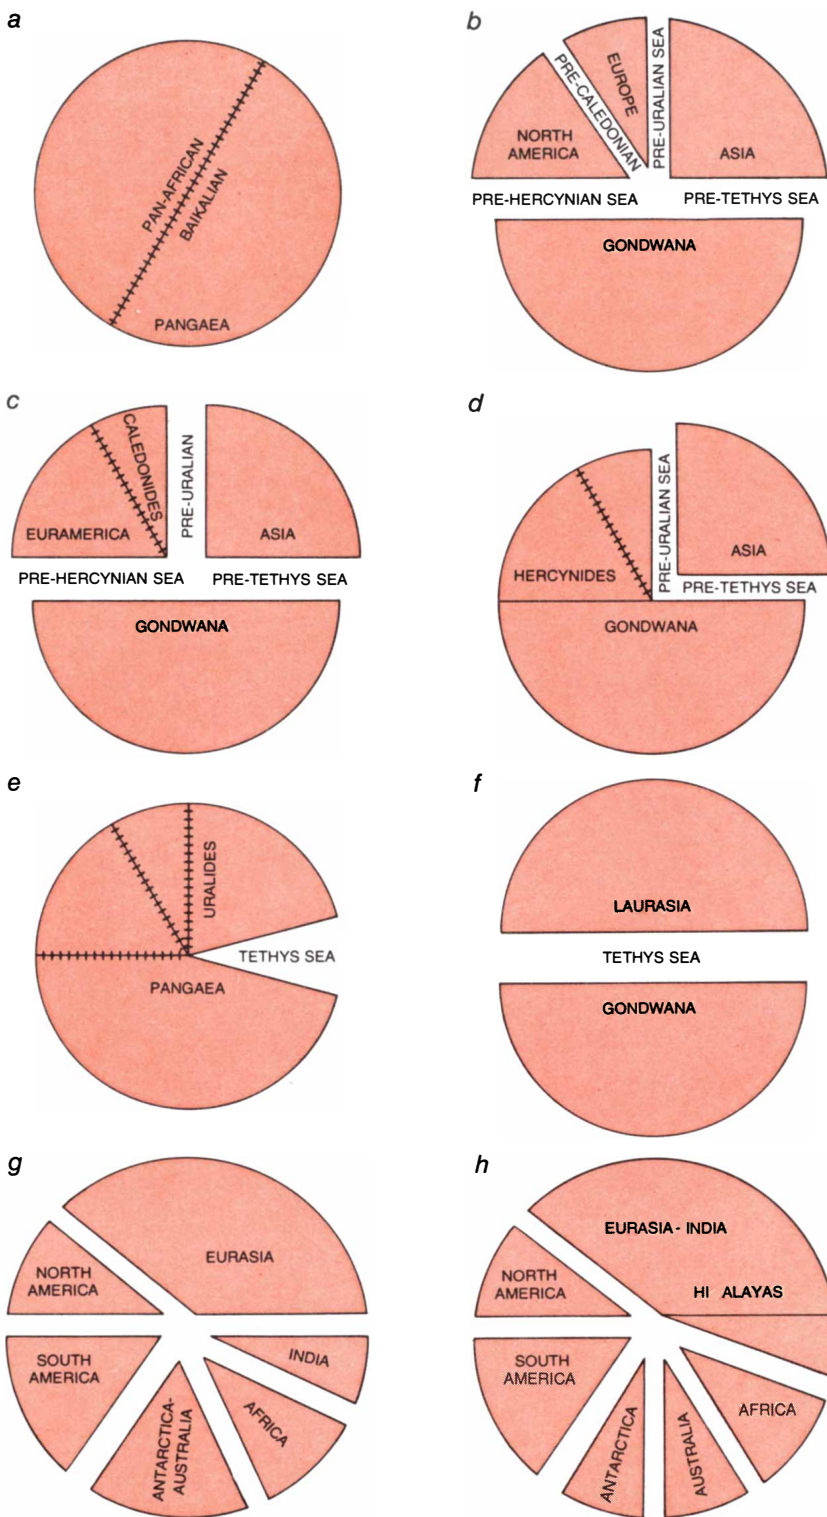 a
PAN-AFRICAN
BAIKALIAN
PANGAEA
b
NORTH
AMERICA
PRE-CALEDONIAN
EUROPE
PRE-URALIAN SEA
ASIA
PRE-HERCYNIAN SEA
PRE-TETHYS SEA
GONDWANA
c
EURAMERICA
CALEDONIDES
PRE-URALIAN
ASIA
PRE-HERCYNIAN SEA
PRE-TETHYS SEA
GONDWANA
d
HERCYNIDES
PRE-URALIAN SEA
ASIA
PRE-TETHYS SEA
GONDWANA
e
URALIDES
TETHYS SEA
PANGAEA
f
LAURASIA
TETHYS SEA
GONDWANA
g
EURASIA
NORTH
AMERICA
SOUTH
AMERICA
INDIA
AFRICA
ANTARCTICA-
AUSTRALIA
h
EURASIA-INDIA
NORTH
AMERICA
HI ALAYAS
SOUTH
AMERICA
AFRICA
ANTARCTICA
AUSTRALIA